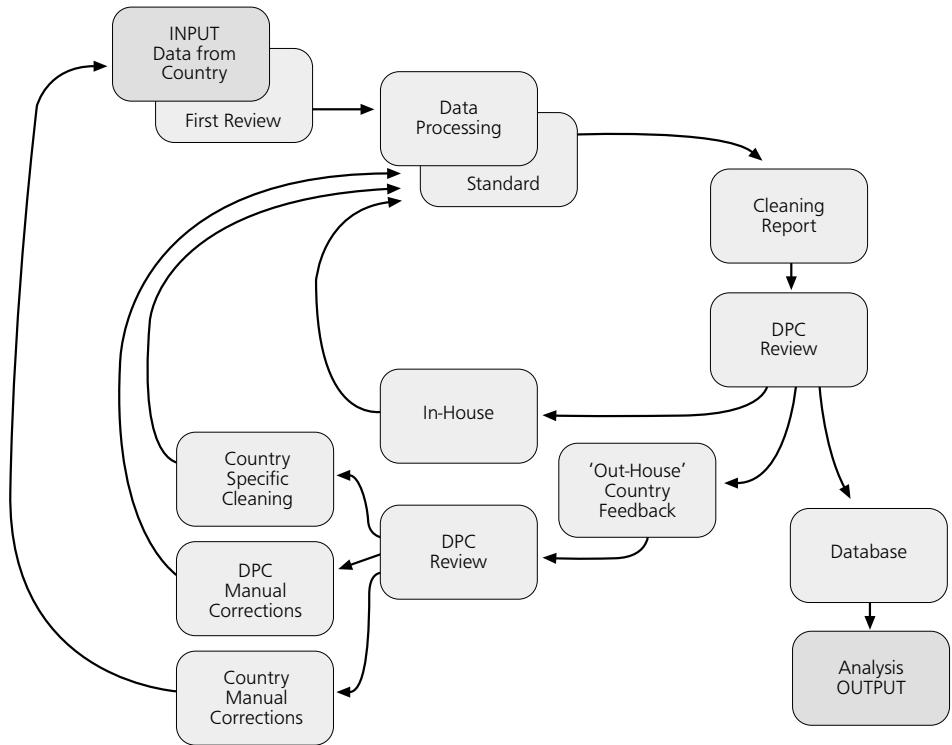 INPUT
Data from
Country
First Review
Data
Processing
Standard
Cleaning
Report
DPC
Review
In-House
'Out-House'
Country
Feedback
Country
Specific
Cleaning
DPC
Review
Database
DPC
Manual
Corrections
Country
Manual
Corrections
Analysis
OUTPUT